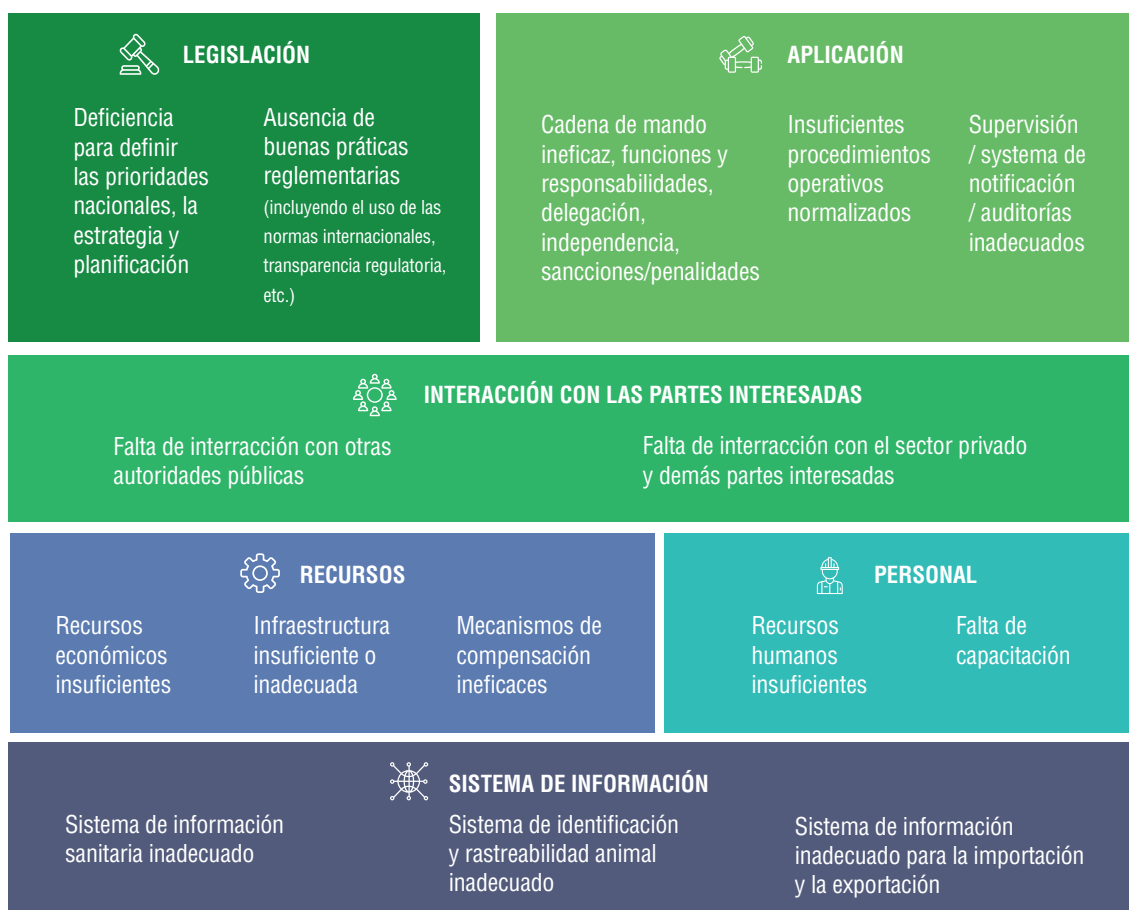 LEGISLACIÓN
Deficiencia
para definir
las prioridades
nacionales, la
estrategia y
planificación
Ausencia de
buenas práticas
reglementarias
(incluyendo el uso de las
normas internacionales,
transparencia regulatoria,
etc.)
APLICACIÓN
Cadena de mando
ineficaz, funciones y
responsabilidades,
delegación,
independencia,
sancciones/penalidades
Insuficientes
procedimientos
operativos
normalizados
Supervisión
/ systema de
notificación
/ auditorías
inadecuados
INTERACCIÓN CON LAS PARTES INTERESADAS
Falta de interracción con otras
autoridades públicas
Falta de interracción con el sector privado
y demás partes interesadas
RECURSOS
Recursos
económicos
insuficientes
Infraestructura
insuficiente o
inadecuada
Mecanismos de
compensación
ineficaces
PERSONAL
Recursos
humanos
insuficientes
Falta de
capacitación
SISTEMA DE INFORMACIÓN
Sistema de información
sanitaria inadecuado
Sistema de identificación
y rastreabilidad animal
inadecuado
Sistema de información
inadecuado para la importación
y la exportación